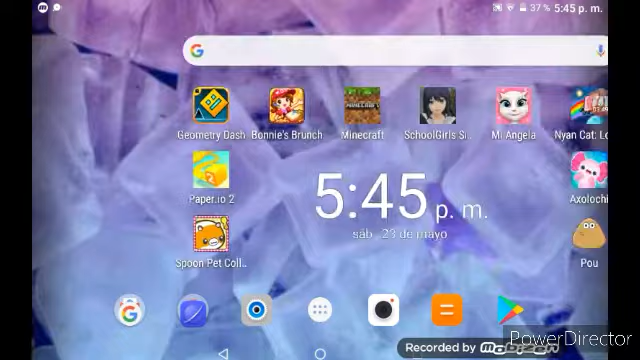 37 % 5:45 p. m.
Geometry Dash Bonnie's Brunch Minecraft SchoolGirls Si.. Mi Angela Nyan Cat: Lo
Paper.io 2 Axolochi
5:45 p. m.
sáb., 23 de mayo
Spoon Pet Coll.. Pou
Recorded by mobizen
PowerDirector